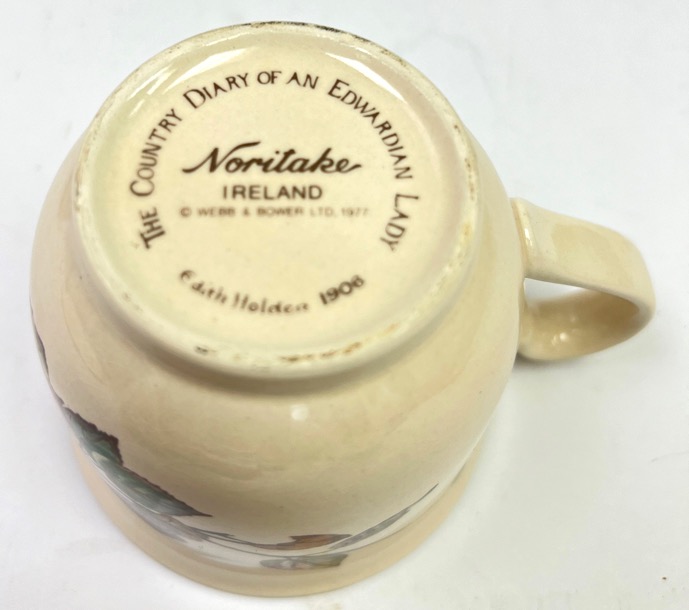 THE COUNTRY DIARY OF AN EDWARDIAN LADY
Noritake
IRELAND
© WEBB & BOWER LTD. 1977
Edith Holden 1906